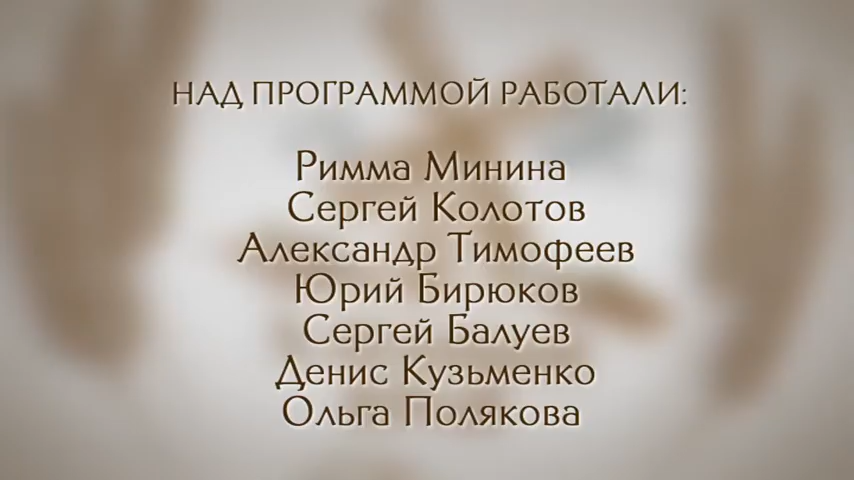 НАД ПРОГРАММОЙ РАБОТАЛИ:
Римма Минина
Сергей Колотов
Александр Тимофеев
Юрий Бирюков
Сергей Балуев
Денис Кузьменко
Ольга Полякова